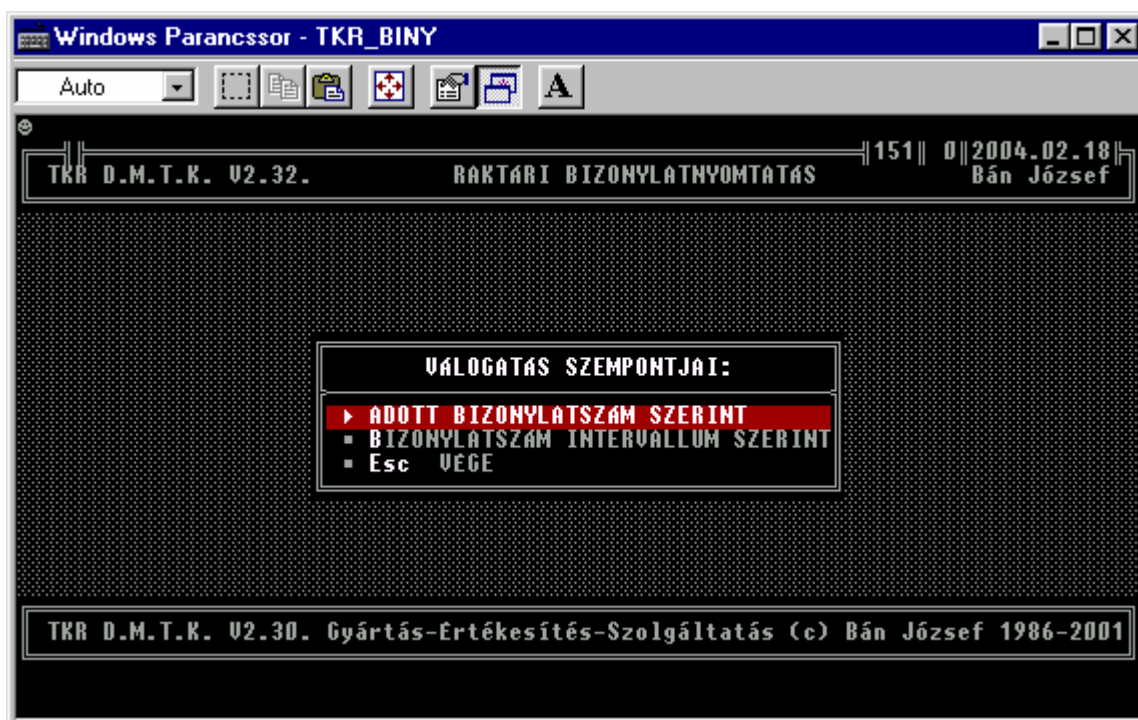 Windows Parancssor - TKR_BINY
Auto
A
151 0 2004.02.18
TKR D.M.T.K. V2.32. RAKTÁRI BIZONYLATNYOMTATÁS Bán József
VÁLOGATÁS SZEMPONTJAI:
ADOTT BIZONYLATSZÁM SZERINT
BIZONYLATSZÁM INTERVALLUM SZERINT
Esc VÉGE
TKR D.M.T.K. V2.30. Gyártás-Értékesítés-Szolgáltatás (c) Bán József 1986-2001